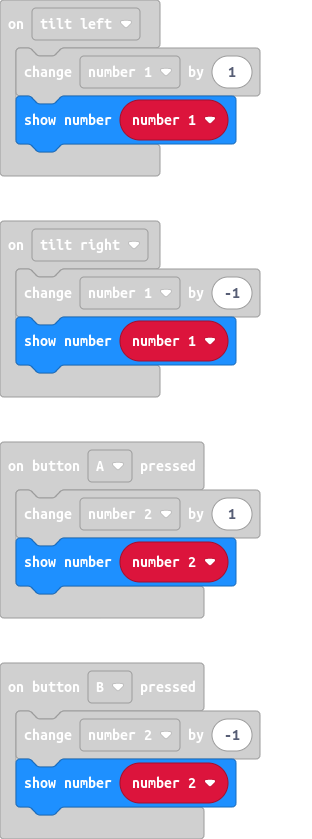 on tilt left
change number 1 by 1
show number number 1
on tilt right
change number 1 by -1
show number number 1
on button A pressed
change number 2 by 1
show number number 2
on button B pressed
change number 2 by -1
show number number 2